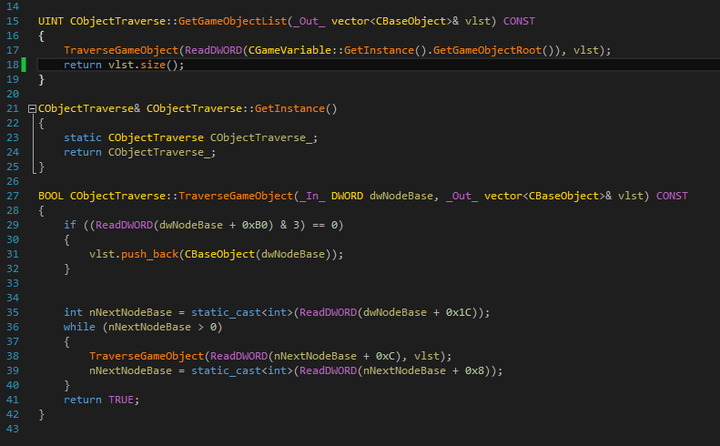 14
15 UINT CObjectTraverse::GetGameObjectList(_Out_ vector<CBaseObject>& vlst) CONST
16 {
17     TraverseGameObject(ReadDWORD(CGameVariable::GetInstance().GetGameObjectRoot()), vlst);
18     return vlst.size();
19 }
20
21 CObjectTraverse& CObjectTraverse::GetInstance()
22 {
23     static CObjectTraverse CObjectTraverse_;
24     return CObjectTraverse_;
25 }
26
27 BOOL CObjectTraverse::TraverseGameObject(_In_ DWORD dwNodeBase, _Out_ vector<CBaseObject>& vlst) CONST
28 {
29     if ((ReadDWORD(dwNodeBase + 0xB0) & 3) == 0)
30     {
31         vlst.push_back(CBaseObject(dwNodeBase));
32     }
33
34
35     int nNextNodeBase = static_cast<int>(ReadDWORD(dwNodeBase + 0x1C));
36     while (nNextNodeBase > 0)
37     {
38         TraverseGameObject(ReadDWORD(nNextNodeBase + 0xC), vlst);
39         nNextNodeBase = static_cast<int>(ReadDWORD(nNextNodeBase + 0x8));
40     }
41     return TRUE;
42 }
43